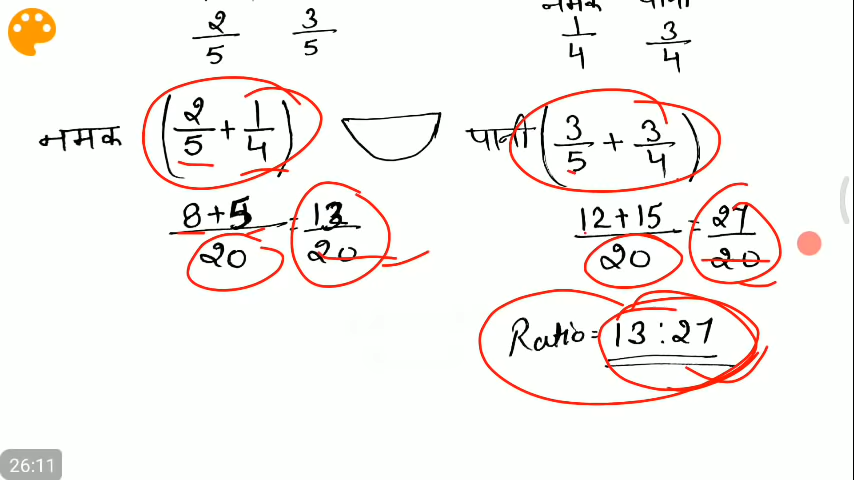 नमक पानी
2/5 3/5 1/4 3/4
नमक (2/5 + 1/4) पानी (3/5 + 3/4)
8+5/20 = 13/20 12+15/20 = 27/20
Ratio = 13:27
26:11